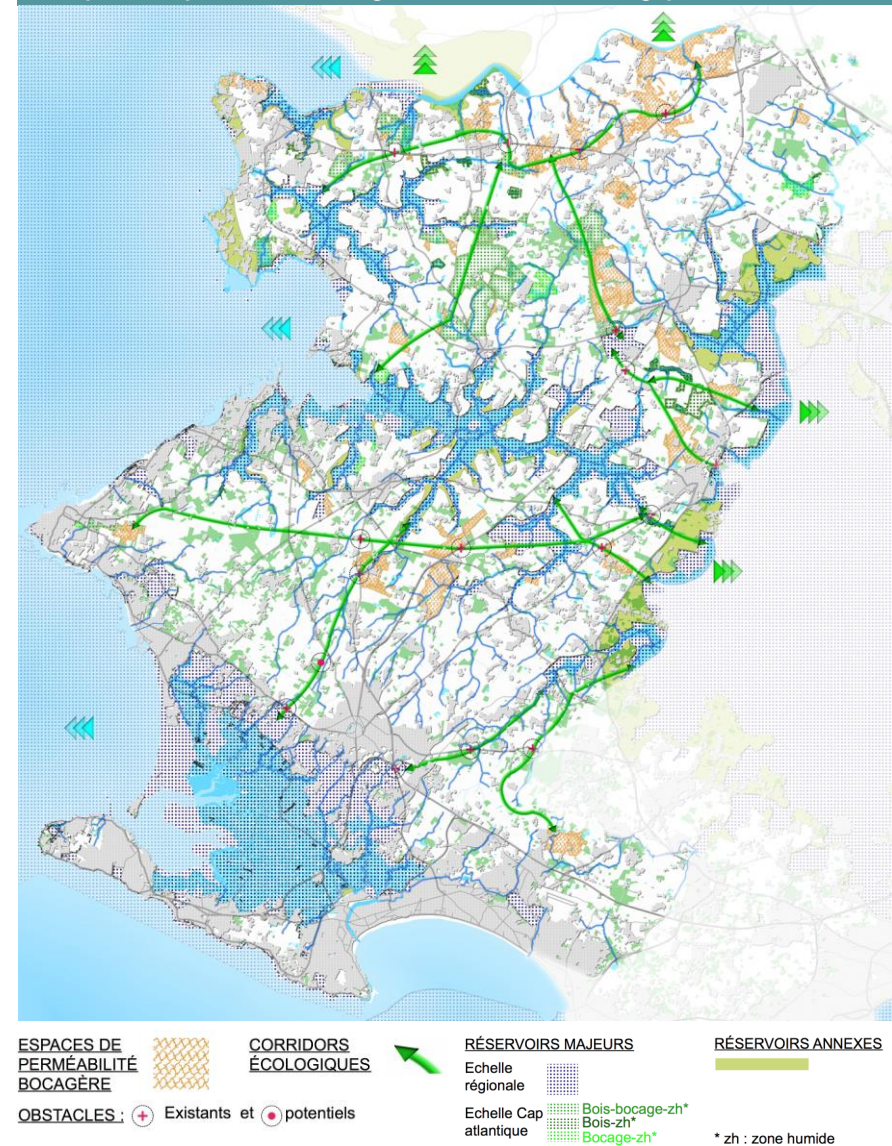 ESPACES DE
PERMÉABILITÉ
BOCAGÈRE
CORRIDORS
ÉCOLOGIQUES
RÉSERVOIRS MAJEURS
Echelle
régionale
Echelle Cap
atlantique
Bois-bocage-zh*
Bois-zh*
Bocage-zh*
RÉSERVOIRS ANNEXES
OBSTACLES : Existants et potentiels
* zh : zone humide